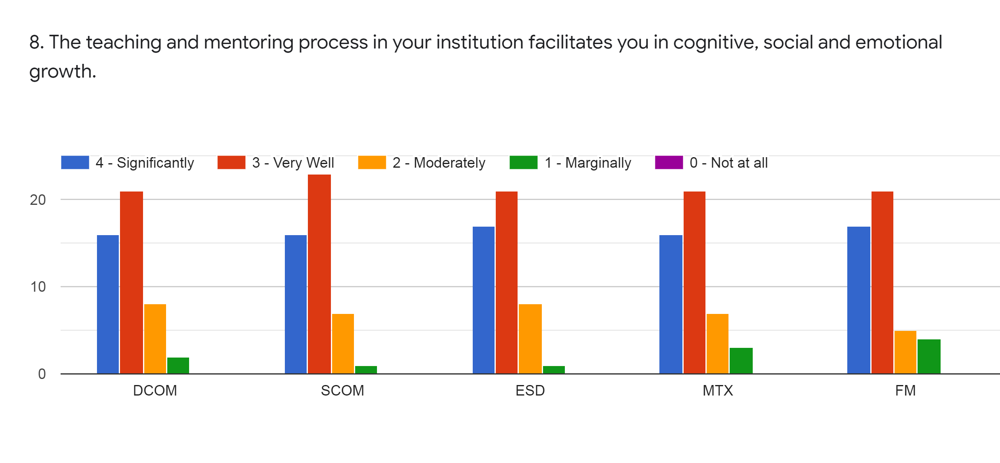 8. The teaching and mentoring process in your institution facilitates you in cognitive, social and emotional
growth.
4 - Significantly 3 - Very Well 2 - Moderately 1 - Marginally 0 - Not at all
20
10
0
DCOM SCOM ESD MTX FM